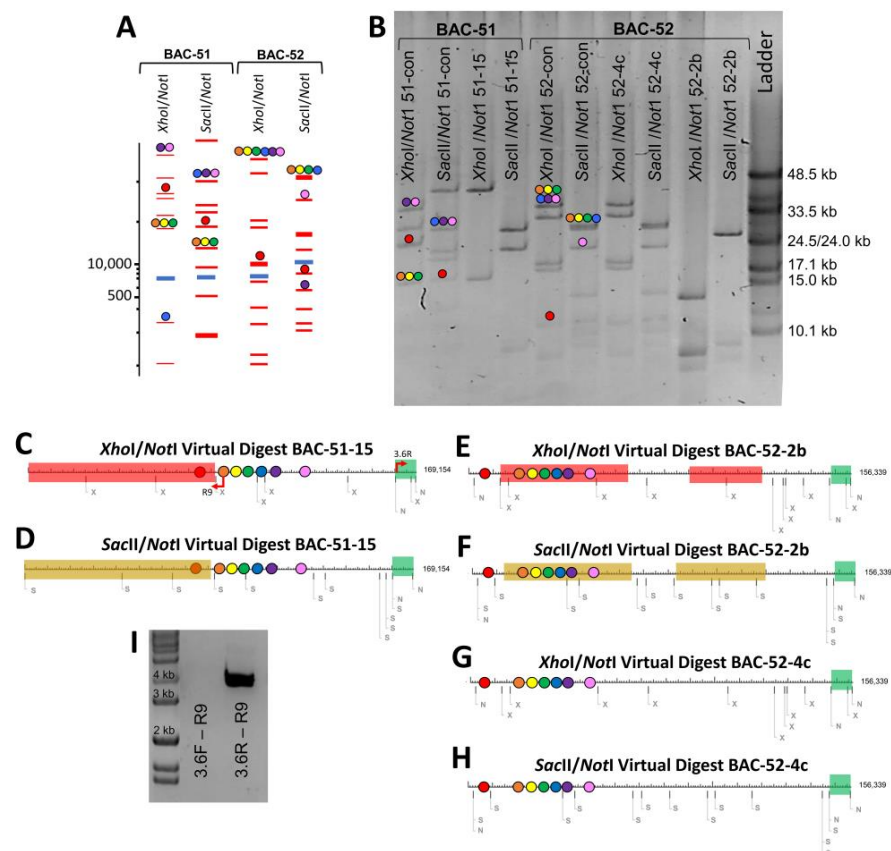 A
BAC-51
BAC-52
XhoI/NotI
SacII/NotI
XhoI/NotI
SacII/NotI
10,000
500
B
BAC-51
BAC-52
XhoI/Not1 51-con
SacII/Not1 51-con
XhoI /Not1 51-15
SacII /Not1 51-15
XhoI /Not1 52-con
SacII /Not1 52-con
XhoI /Not1 52-4c
SacII /Not1 52-4c
XhoI /Not1 52-2b
SacII /Not1 52-2b
Ladder
48.5 kb
33.5 kb
24.5/24.0 kb
17.1 kb
15.0 kb
10.1 kb
C
XhoI/NotI Virtual Digest BAC-51-15
3.6R
169,154
R9
X X X X X X N X
N
D
SacII/NotI Virtual Digest BAC-51-15
169,154
S S S S S S N N
S
S
S
E
XhoI/NotI Virtual Digest BAC-52-2b
156,339
N X X X X X N N
X X X
X
X
F
SacII/NotI Virtual Digest BAC-52-2b
156,339
S S S S S S S S N
N S S S S
S
G
XhoI/NotI Virtual Digest BAC-52-4c
156,339
N X X X X X N N
X X X
X
X
H
SacII/NotI Virtual Digest BAC-52-4c
156,339
S S S S S S S N
N S S S
S
I
4 kb
3 kb
2 kb
3.6F – R9
3.6R – R9